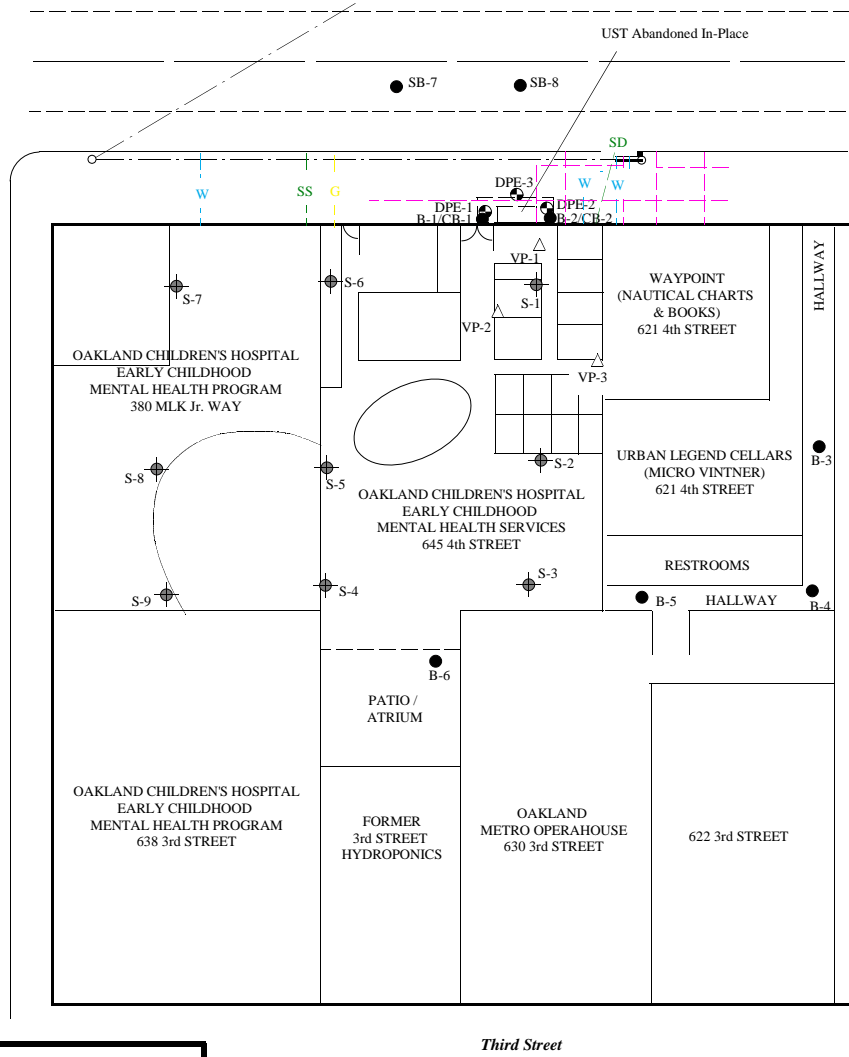 UST Abandoned In-Place
SB-7
SB-8
SD
W
SS
G
W
W
DPE-3
DPE-1
DPE-2
B-1/CB-1
B-2/CB-2
VP-1
S-7
S-6
S-1
VP-2
VP-3
WAYPOINT
(NAUTICAL CHARTS
& BOOKS)
621 4th STREET
HALLWAY
OAKLAND CHILDREN'S HOSPITAL
EARLY CHILDHOOD
MENTAL HEALTH PROGRAM
380 MLK Jr. WAY
S-8
S-5
S-2
URBAN LEGEND CELLARS
(MICRO VINTNER)
621 4th STREET
B-3
OAKLAND CHILDREN'S HOSPITAL
EARLY CHILDHOOD
MENTAL HEALTH SERVICES
645 4th STREET
RESTROOMS
S-9
S-4
S-3
B-5
HALLWAY
B-4
B-6
PATIO /
ATRIUM
OAKLAND CHILDREN'S HOSPITAL
EARLY CHILDHOOD
MENTAL HEALTH PROGRAM
638 3rd STREET
FORMER
3rd STREET
HYDROPONICS
OAKLAND
METRO OPERAHOUSE
630 3rd STREET
622 3rd STREET
Third Street